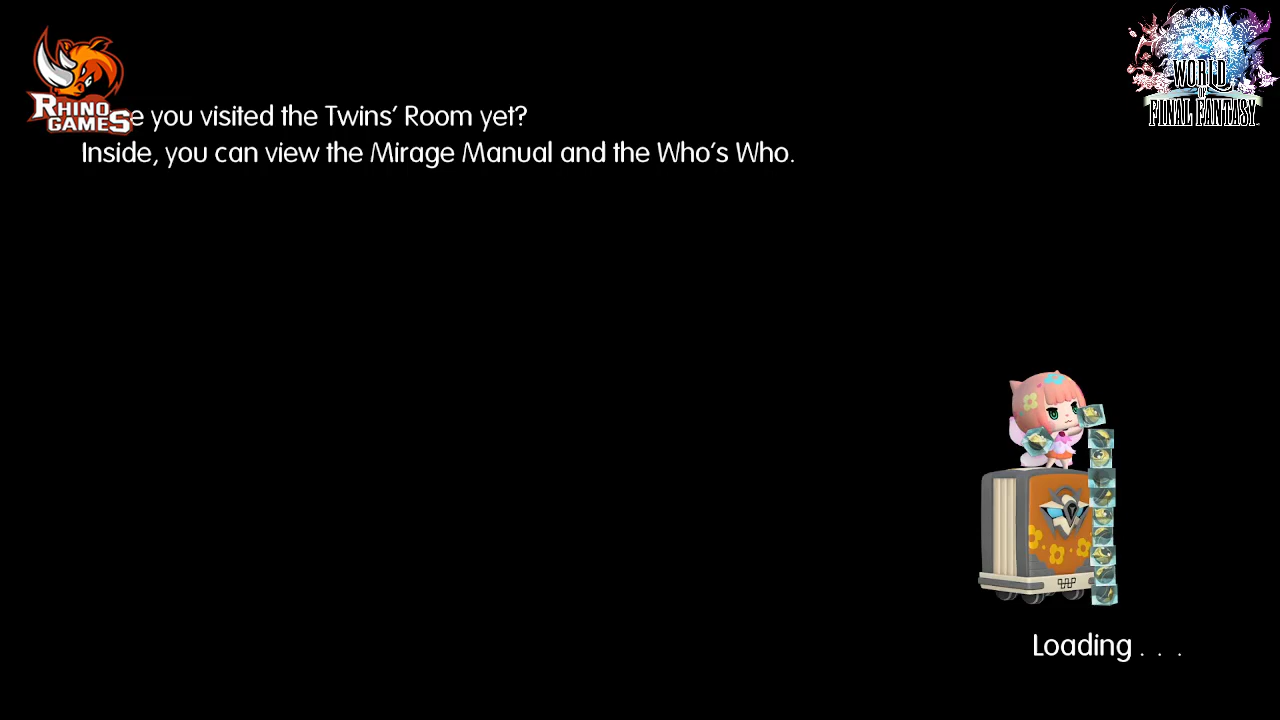 RHINO
GAMES
e you visited the Twins' Room yet?
Inside, you can view the Mirage Manual and the Who's Who.
WORLD
OF
FINAL FANTASY
Loading . . .